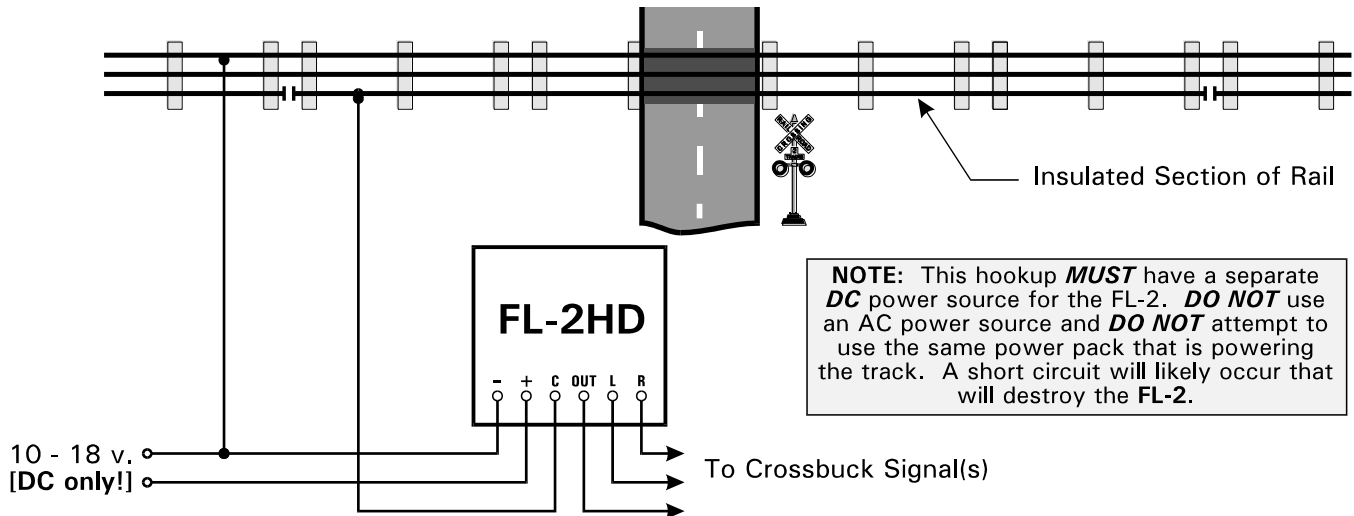 RAIL ROAD
CROSSING
Insulated Section of Rail
NOTE: This hookup MUST have a separate
DC power source for the FL-2. DO NOT use
an AC power source and DO NOT attempt to
use the same power pack that is powering
the track. A short circuit will likely occur that
will destroy the FL-2.
FL-2HD
- + C OUT L R
10 - 18 v.
[DC only!]
To Crossbuck Signal(s)